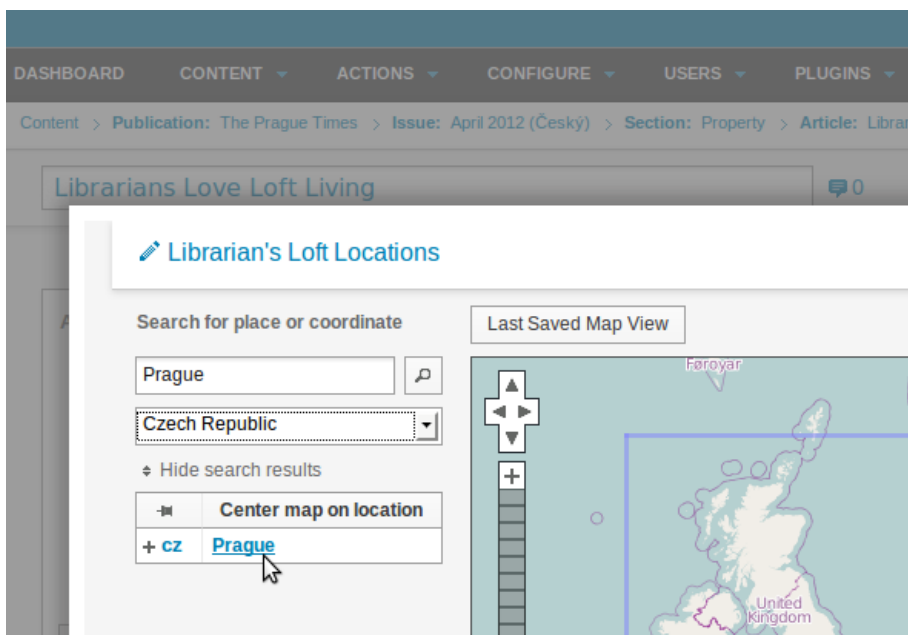 DASHBOARD CONTENT ACTIONS CONFIGURE USERS PLUGINS
Content > Publication: The Prague Times > Issue: April 2012 (Český) > Section: Property > Article: Librar
Librarians Love Loft Living 0
Librarian's Loft Locations
Search for place or coordinate
Last Saved Map View
Prague
Czech Republic
Hide search results
Center map on location
+ CZ Prague
Føroyar
United
Kingdom